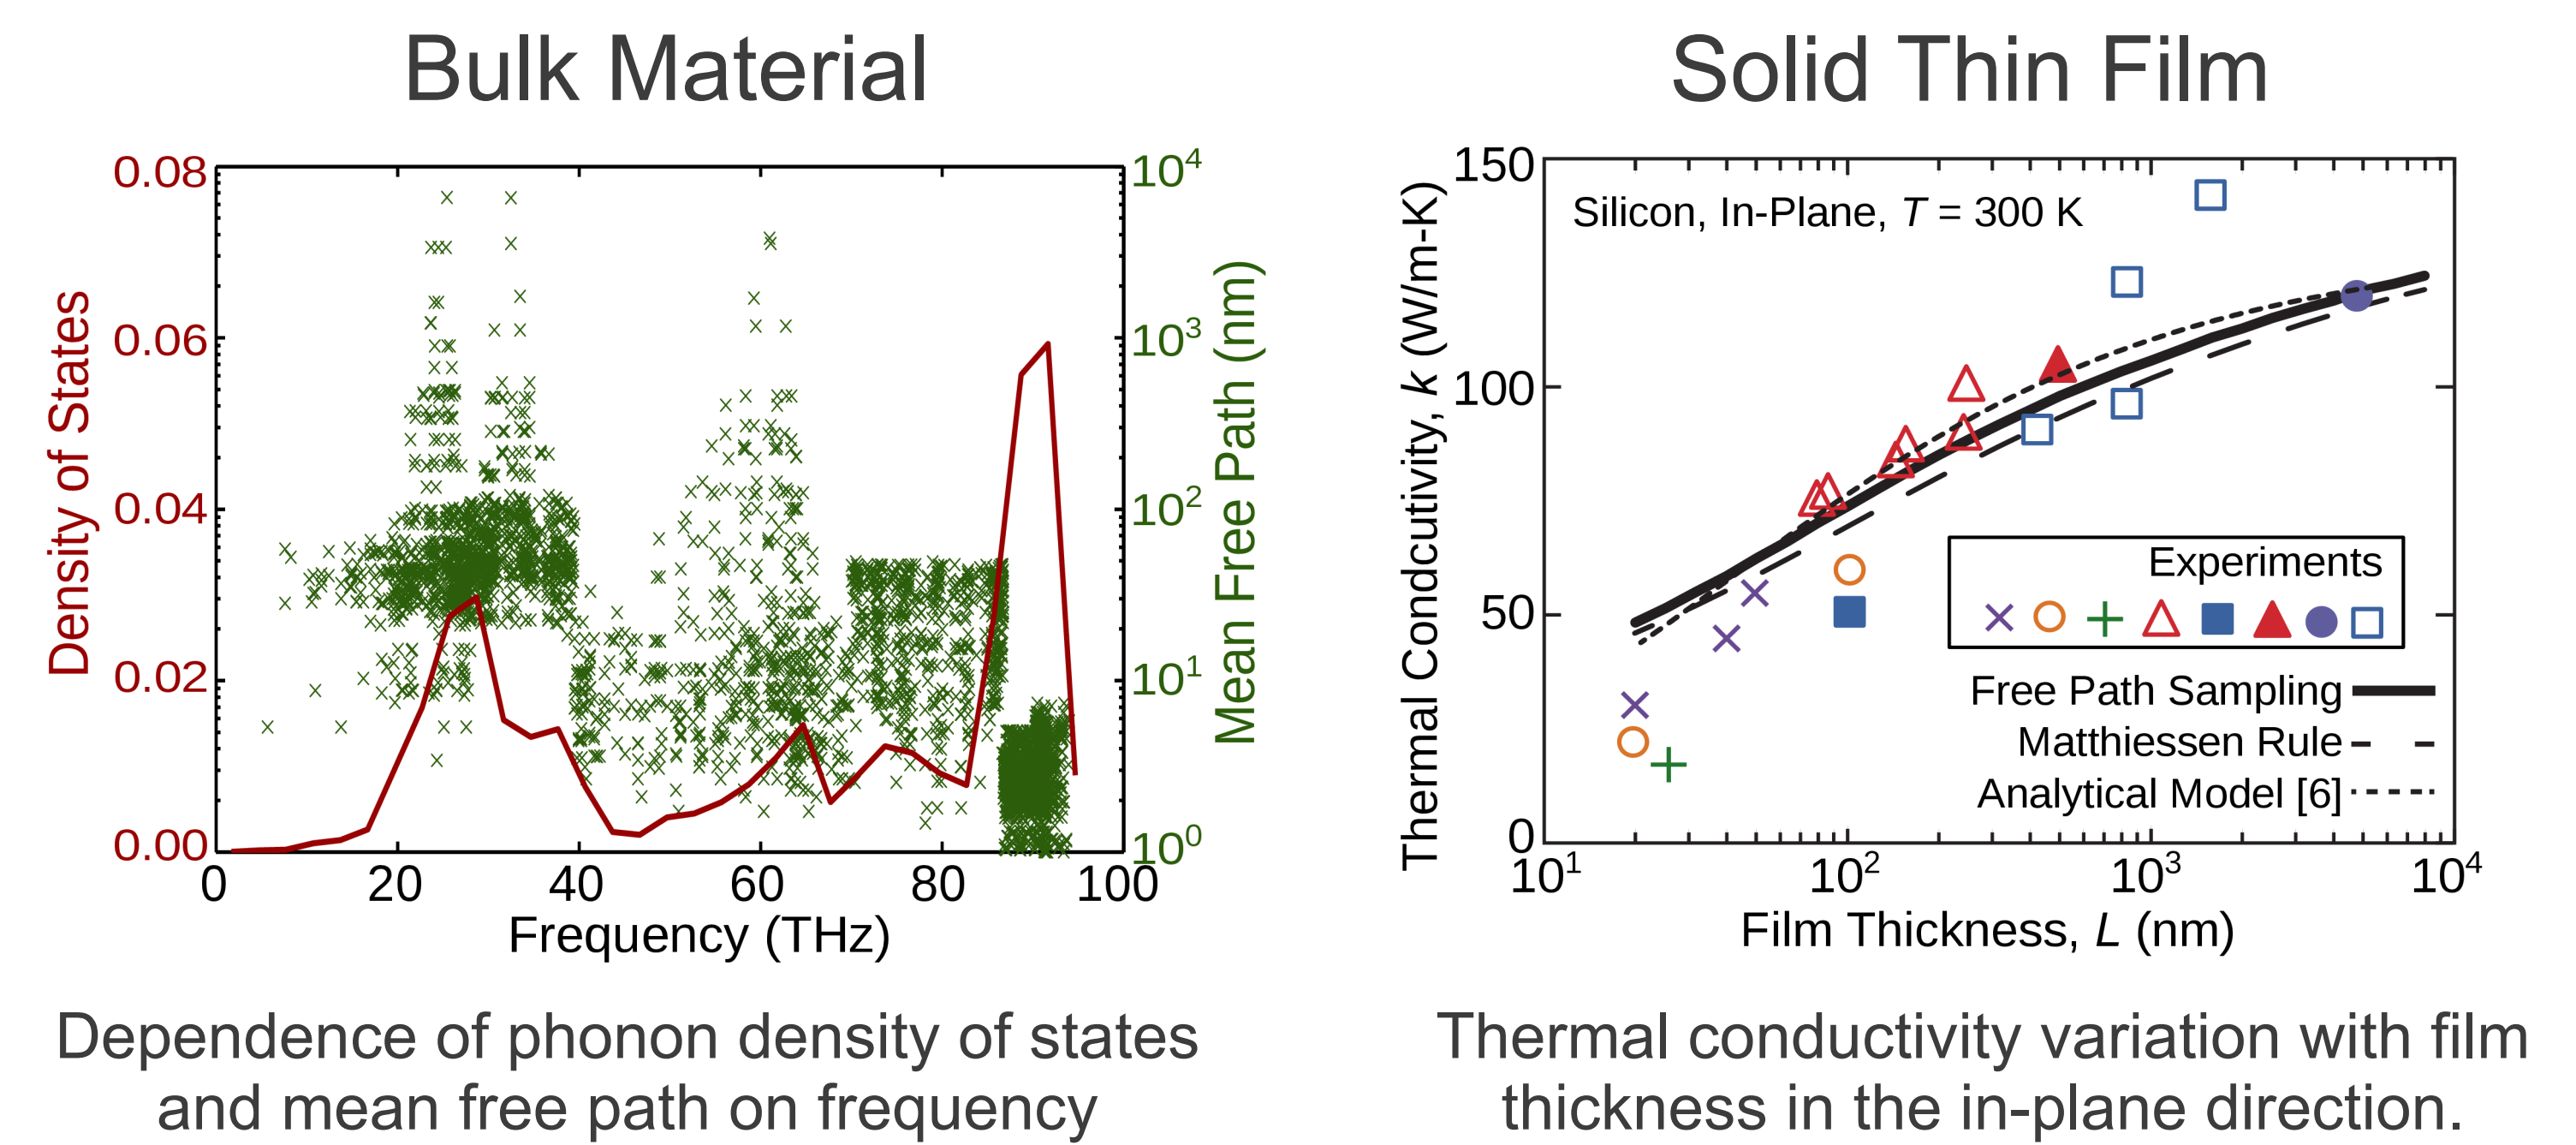 Bulk Material
Solid Thin Film
Density of States
0.08
0.06
0.04
0.02
0.00
10⁴
10³
10²
10¹
10⁰
Mean Free Path (nm)
0 20 40 60 80 100
Frequency (THz)
Dependence of phonon density of states
and mean free path on frequency
Thermal Condcutivity, k (W/m-K)
150
100
50
0
Silicon, In-Plane, T = 300 K
Experiments
Free Path Sampling
Matthiessen Rule
Analytical Model [6]
10¹ 10² 10³ 10⁴
Film Thickness, L (nm)
Thermal conductivity variation with film
thickness in the in-plane direction.